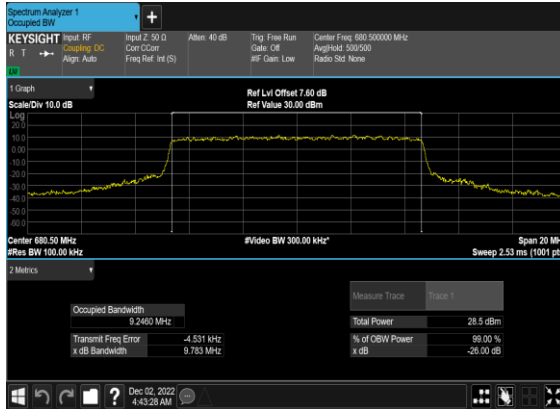 Spectrum Analyzer 1
Occupied BW
+
KEYSIGHT Input: RF Input Z: 50 Ω Atten: 40 dB Trig: Free Run Center Freq: 680.500000 MHz
R T Coupling: DC Corr CCorr Gate: Off Avg|Hold: 500/500
Align: Auto Freq Ref: Int (S) #IF Gain: Low Radio Std: None
LXI
1 Graph
Ref Lvl Offset 7.60 dB
Scale/Div 10.0 dB Ref Value 30.00 dBm
Log
20.0
10.0
0.00
-10.0
-20.0
-30.0
-40.0
-50.0
-60.0
Center 680.50 MHz #Video BW 300.00 kHz* Span 20 MH
#Res BW 100.00 kHz Sweep 2.53 ms (1001 pt
2 Metrics
Measure Trace Trace 1
Occupied Bandwidth
9.2460 MHz Total Power 28.5 dBm
Transmit Freq Error -4.531 kHz % of OBW Power 99.00 %
x dB Bandwidth 9.783 MHz x dB -26.00 dB
? Dec 02, 2022
4:43:28 AM